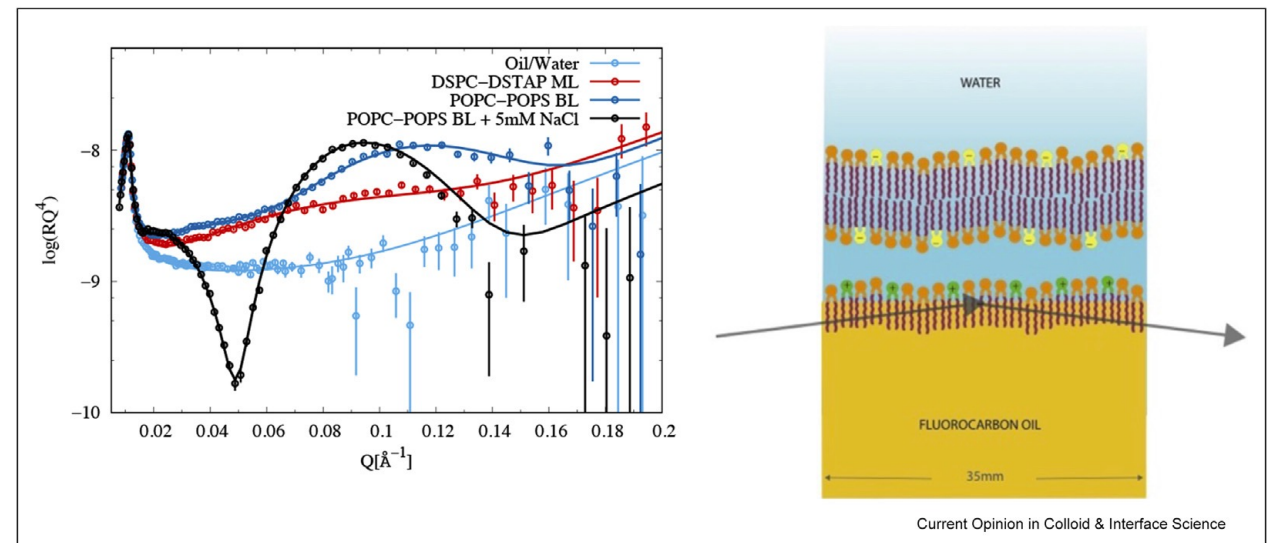 Oil/Water
DSPC–DSTAP ML
POPC–POPS BL
POPC–POPS BL + 5mM NaCl
−8
−9
−10
log(RQ⁴)
0.02 0.04 0.06 0.08 0.1 0.12 0.14 0.16 0.18 0.2
Q[Å⁻¹]
WATER
− − − −
− − − −
+ + + + + +
FLUOROCARBON OIL
35mm
Current Opinion in Colloid & Interface Science